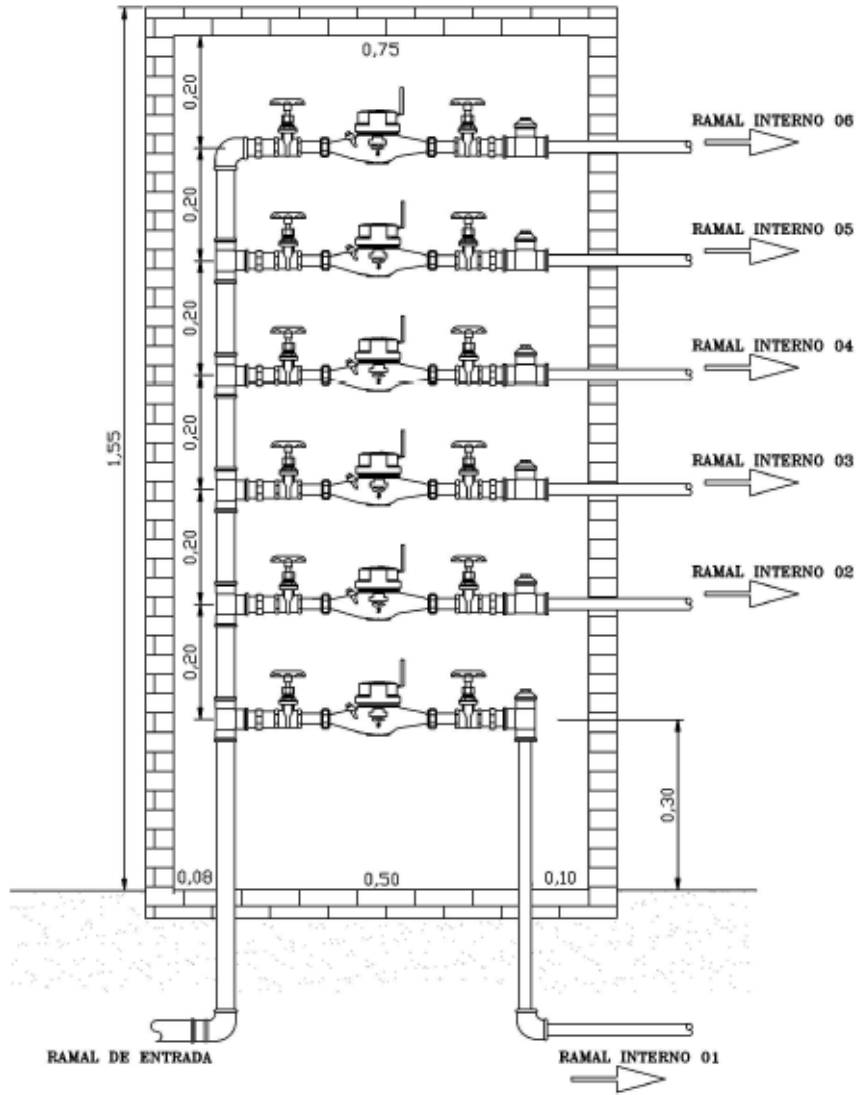 0,75
0,20
RAMAL INTERNO 06
0,20
RAMAL INTERNO 05
0,20
RAMAL INTERNO 04
1,55
0,20
RAMAL INTERNO 03
0,20
RAMAL INTERNO 02
0,20
0,30
0,08
0,50
0,10
RAMAL DE ENTRADA
RAMAL INTERNO 01